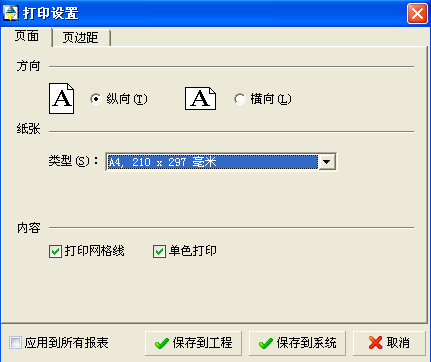 打印设置
页面 页边距
方向
A 纵向(T) A 横向(L)
纸张
类型(S)： A4, 210 x 297 毫米
内容
打印网格线 单色打印
应用到所有报表 保存到工程 保存到系统 取消